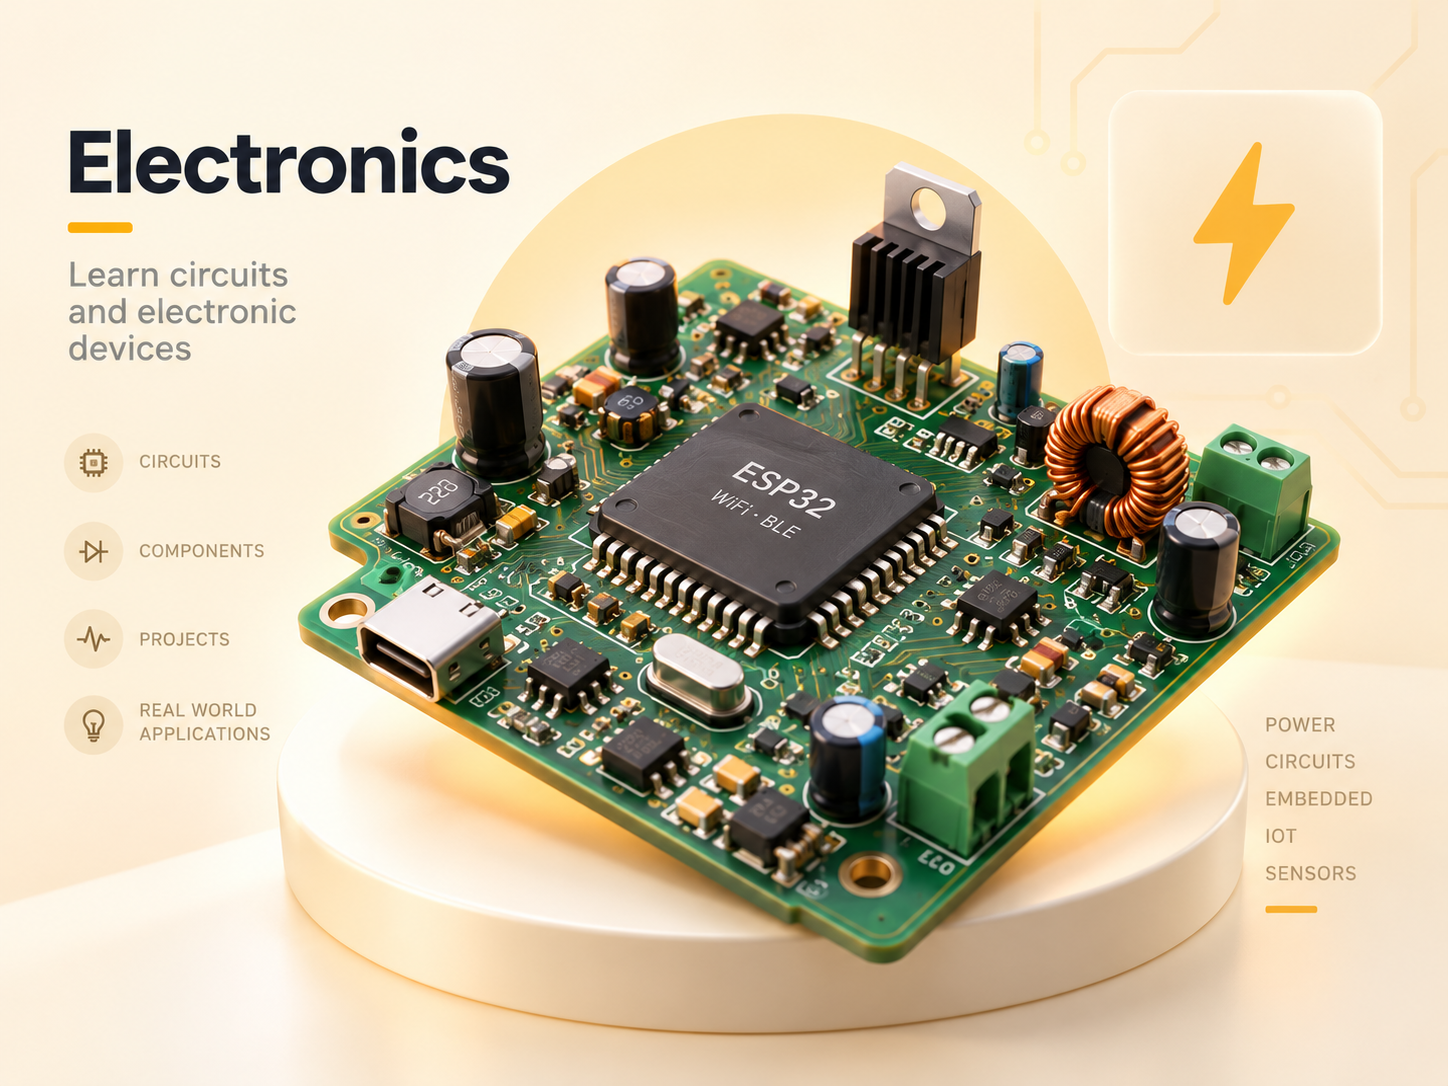 Electronics
Learn circuits
and electronic
devices
CIRCUITS
COMPONENTS
PROJECTS
REAL WORLD
APPLICATIONS
ESP32
WiFi · BLE
228
POWER
CIRCUITS
EMBEDDED
IOT
SENSORS